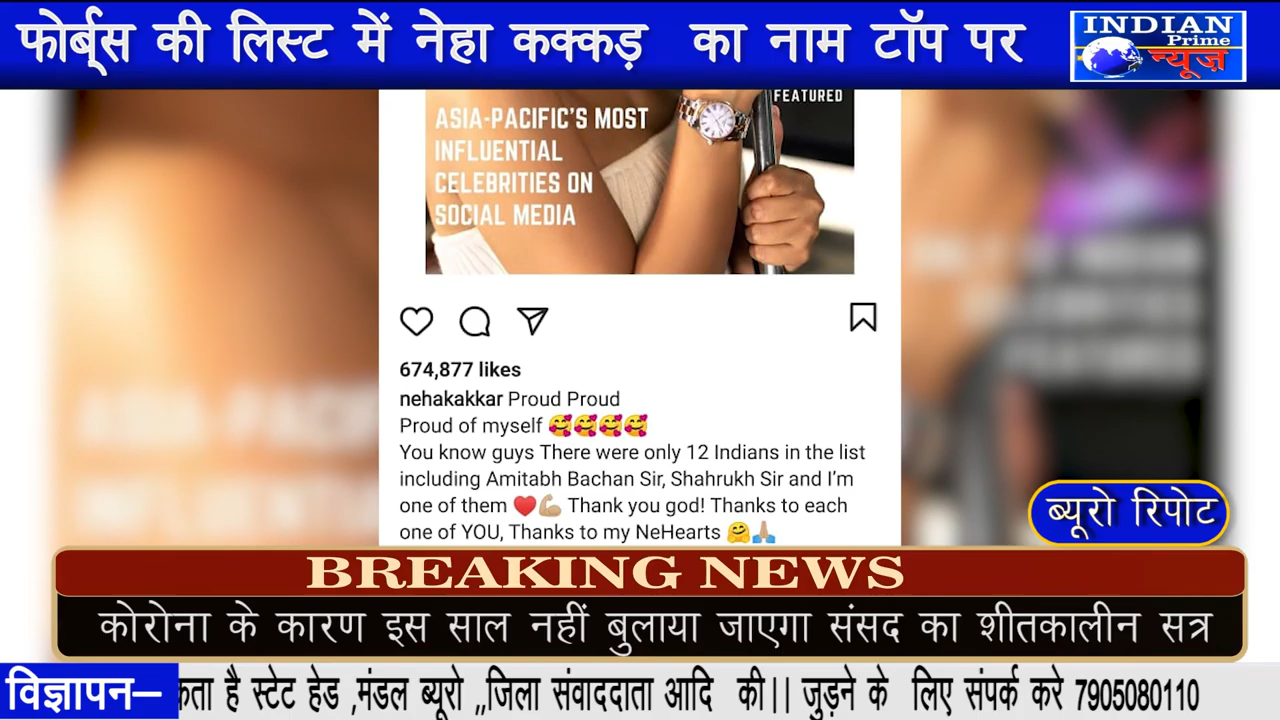 फोर्ब्स की लिस्ट में नेहा कक्कड़ का नाम टॉप पर
INDIAN
Prime
न्यूज़
FEATURED
ASIA-PACIFIC'S MOST
INFLUENTIAL
CELEBRITIES ON
SOCIAL MEDIA
674,877 likes
nehakakkar Proud Proud
Proud of myself 🥰🥰🥰🥰
You know guys There were only 12 Indians in the list
including Amitabh Bachan Sir, Shahrukh Sir and I'm
one of them ♥️💪🏼 Thank you god! Thanks to each
one of YOU, Thanks to my NeHearts 🤗🙏🏼
ब्यूरो रिपोट
BREAKING NEWS
कोरोना के कारण इस साल नहीं बुलाया जाएगा संसद का शीतकालीन सत्र
विज्ञापन– कता है स्टेट हेड ,मंडल ब्यूरो ,,जिला संवाददाता आदि की|| जुड़ने के लिए संपर्क करे 7905080110